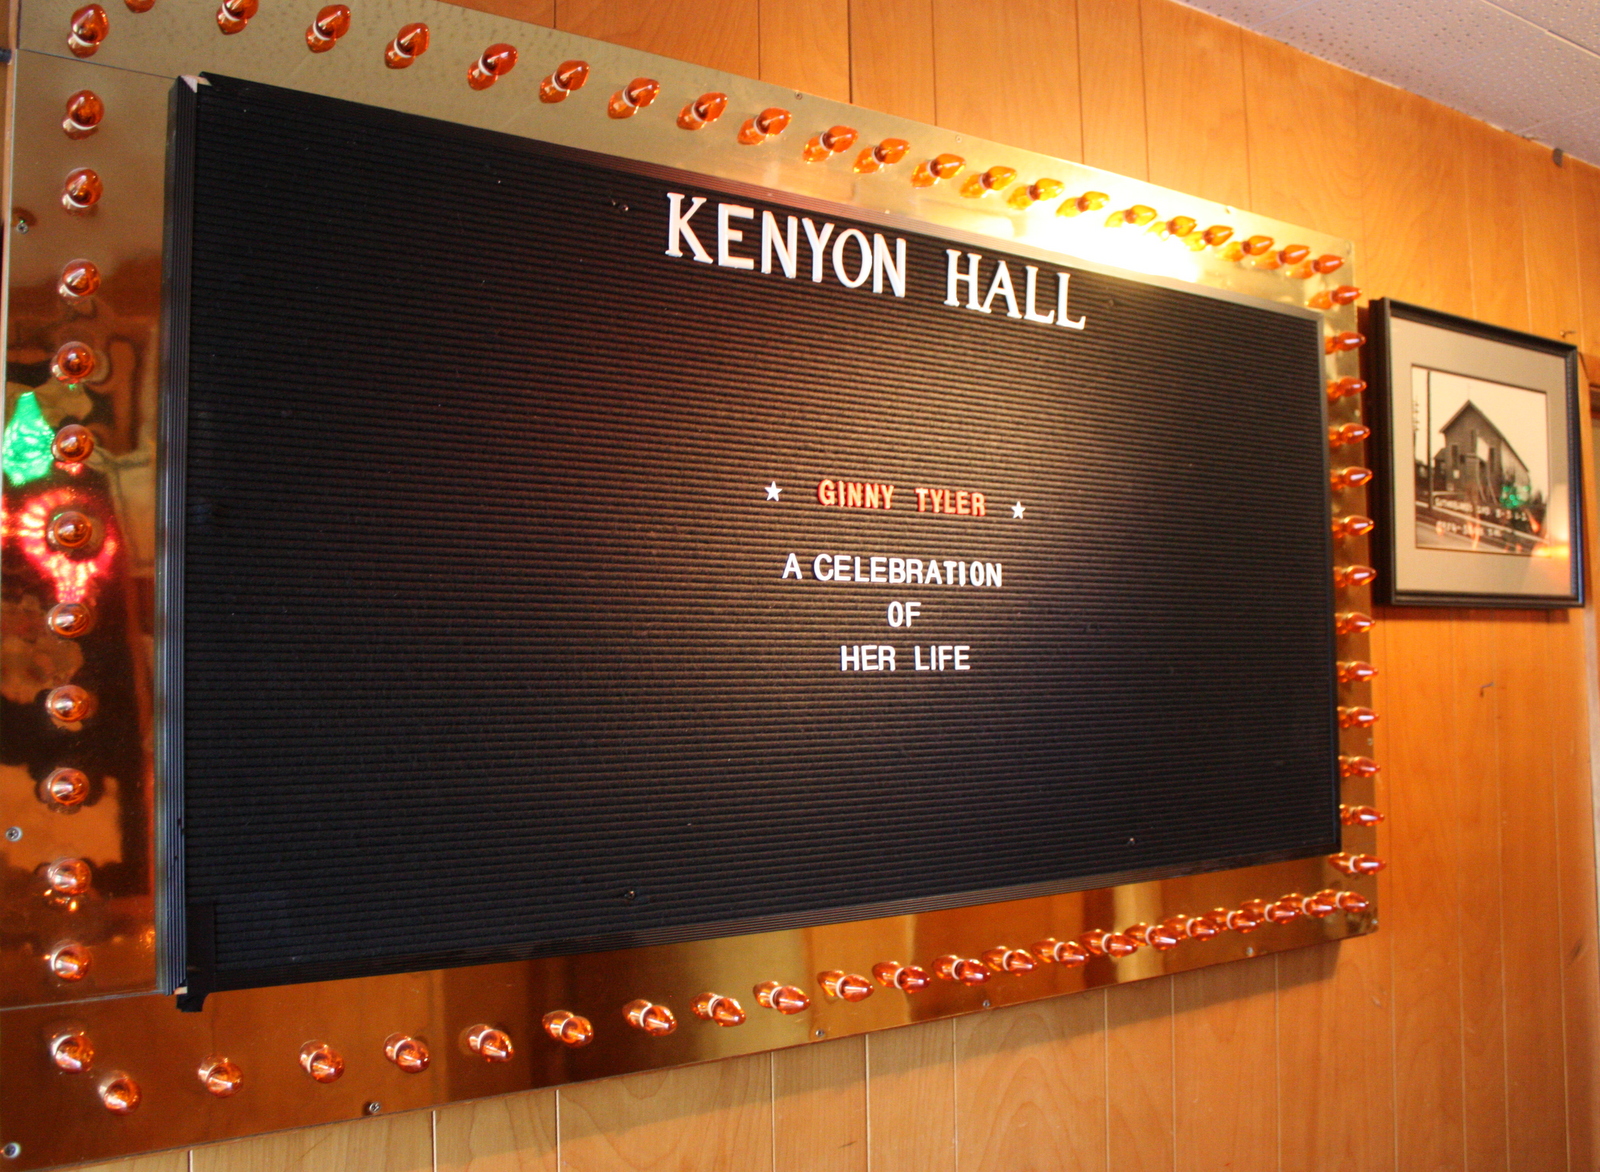 KENYON HALL
★ GINNY TYLER ★
A CELEBRATION
OF
HER LIFE